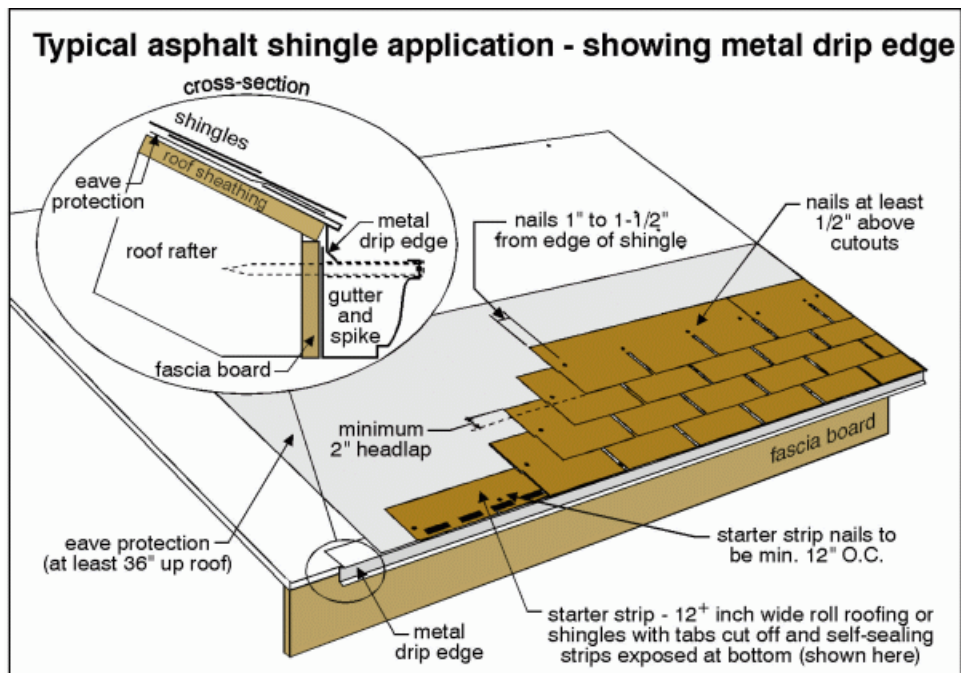 Typical asphalt shingle application - showing metal drip edge
cross-section
shingles
roof sheathing
eave
protection
roof rafter
metal
drip edge
gutter
and
spike
fascia board
nails 1" to 1-1/2"
from edge of shingle
nails at least
1/2" above
cutouts
minimum
2" headlap
fascia board
eave protection
(at least 36" up roof)
starter strip nails to
be min. 12" O.C.
metal
drip edge
starter strip - 12+ inch wide roll roofing or
shingles with tabs cut off and self-sealing
strips exposed at bottom (shown here)